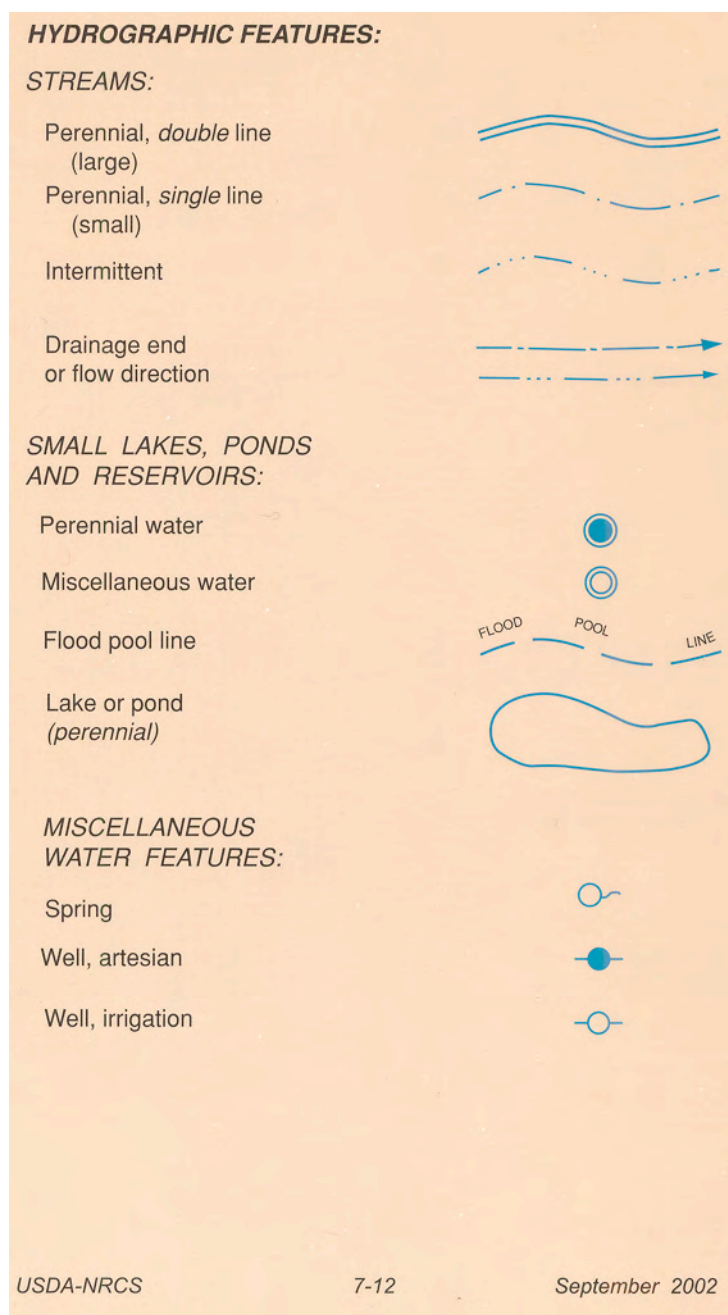 HYDROGRAPHIC FEATURES:
STREAMS:
Perennial, double line
(large)
Perennial, single line
(small)
Intermittent
Drainage end
or flow direction
SMALL LAKES, PONDS
AND RESERVOIRS:
Perennial water
Miscellaneous water
Flood pool line
FLOOD POOL LINE
Lake or pond
(perennial)
MISCELLANEOUS
WATER FEATURES:
Spring
Well, artesian
Well, irrigation
USDA-NRCS 7-12 September 2002